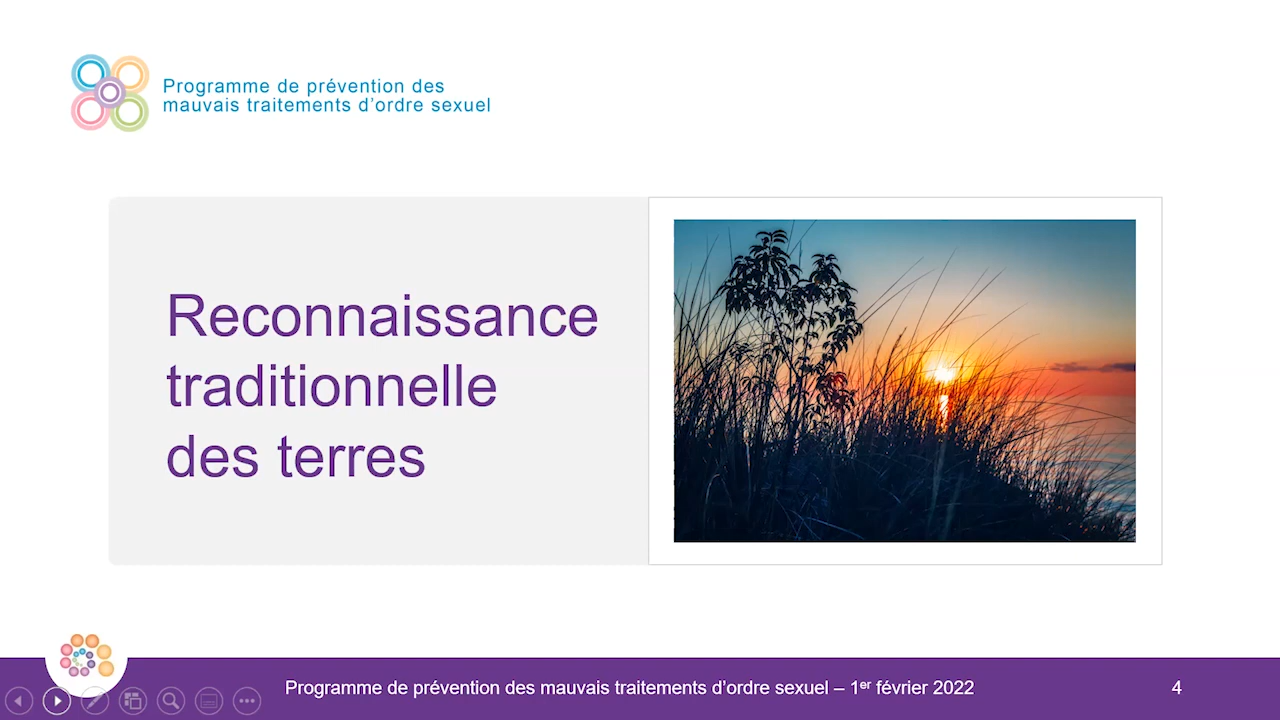 Programme de prévention des
mauvais traitements d’ordre sexuel
Reconnaissance
traditionnelle
des terres
Programme de prévention des mauvais traitements d’ordre sexuel – 1er février 2022
4